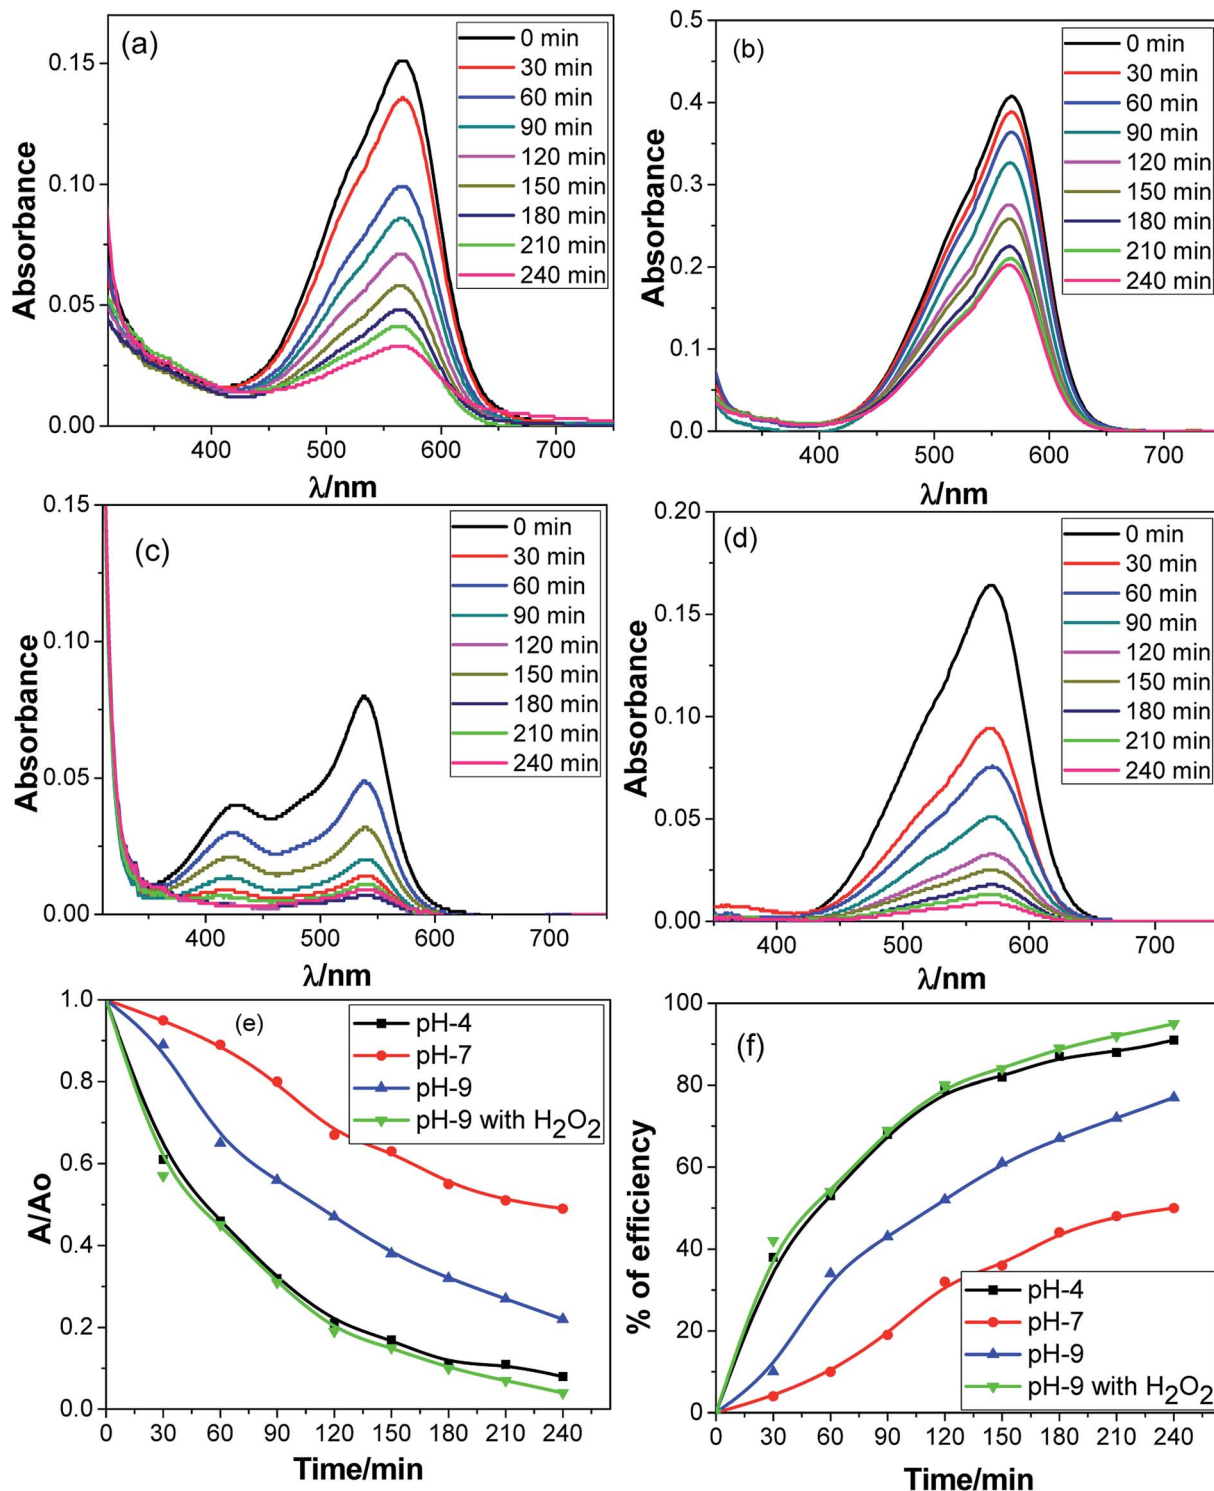 (a)
0 min
30 min
60 min
90 min
120 min
150 min
180 min
210 min
240 min
0.15
0.10
0.05
0.00
Absorbance
400
500
600
700
λ/nm
(b)
0 min
30 min
60 min
90 min
120 min
150 min
180 min
210 min
240 min
0.5
0.4
0.3
0.2
0.1
0.0
Absorbance
400
500
600
700
λ/nm
(c)
0 min
30 min
60 min
90 min
120 min
150 min
180 min
210 min
240 min
0.15
0.10
0.05
0.00
Absorbance
400
500
600
700
λ/nm
(d)
0 min
30 min
60 min
90 min
120 min
150 min
180 min
210 min
240 min
0.20
0.15
0.10
0.05
0.00
Absorbance
400
500
600
700
λ/nm
(e)
pH-4
pH-7
pH-9
pH-9 with H₂O₂
1.0
0.8
0.6
0.4
0.2
0.0
A/Ao
0 30 60 90 120 150 180 210 240
Time/min
(f)
pH-4
pH-7
pH-9
pH-9 with H₂O₂
100
80
60
40
20
0
% of efficiency
0 30 60 90 120 150 180 210 240
Time/min